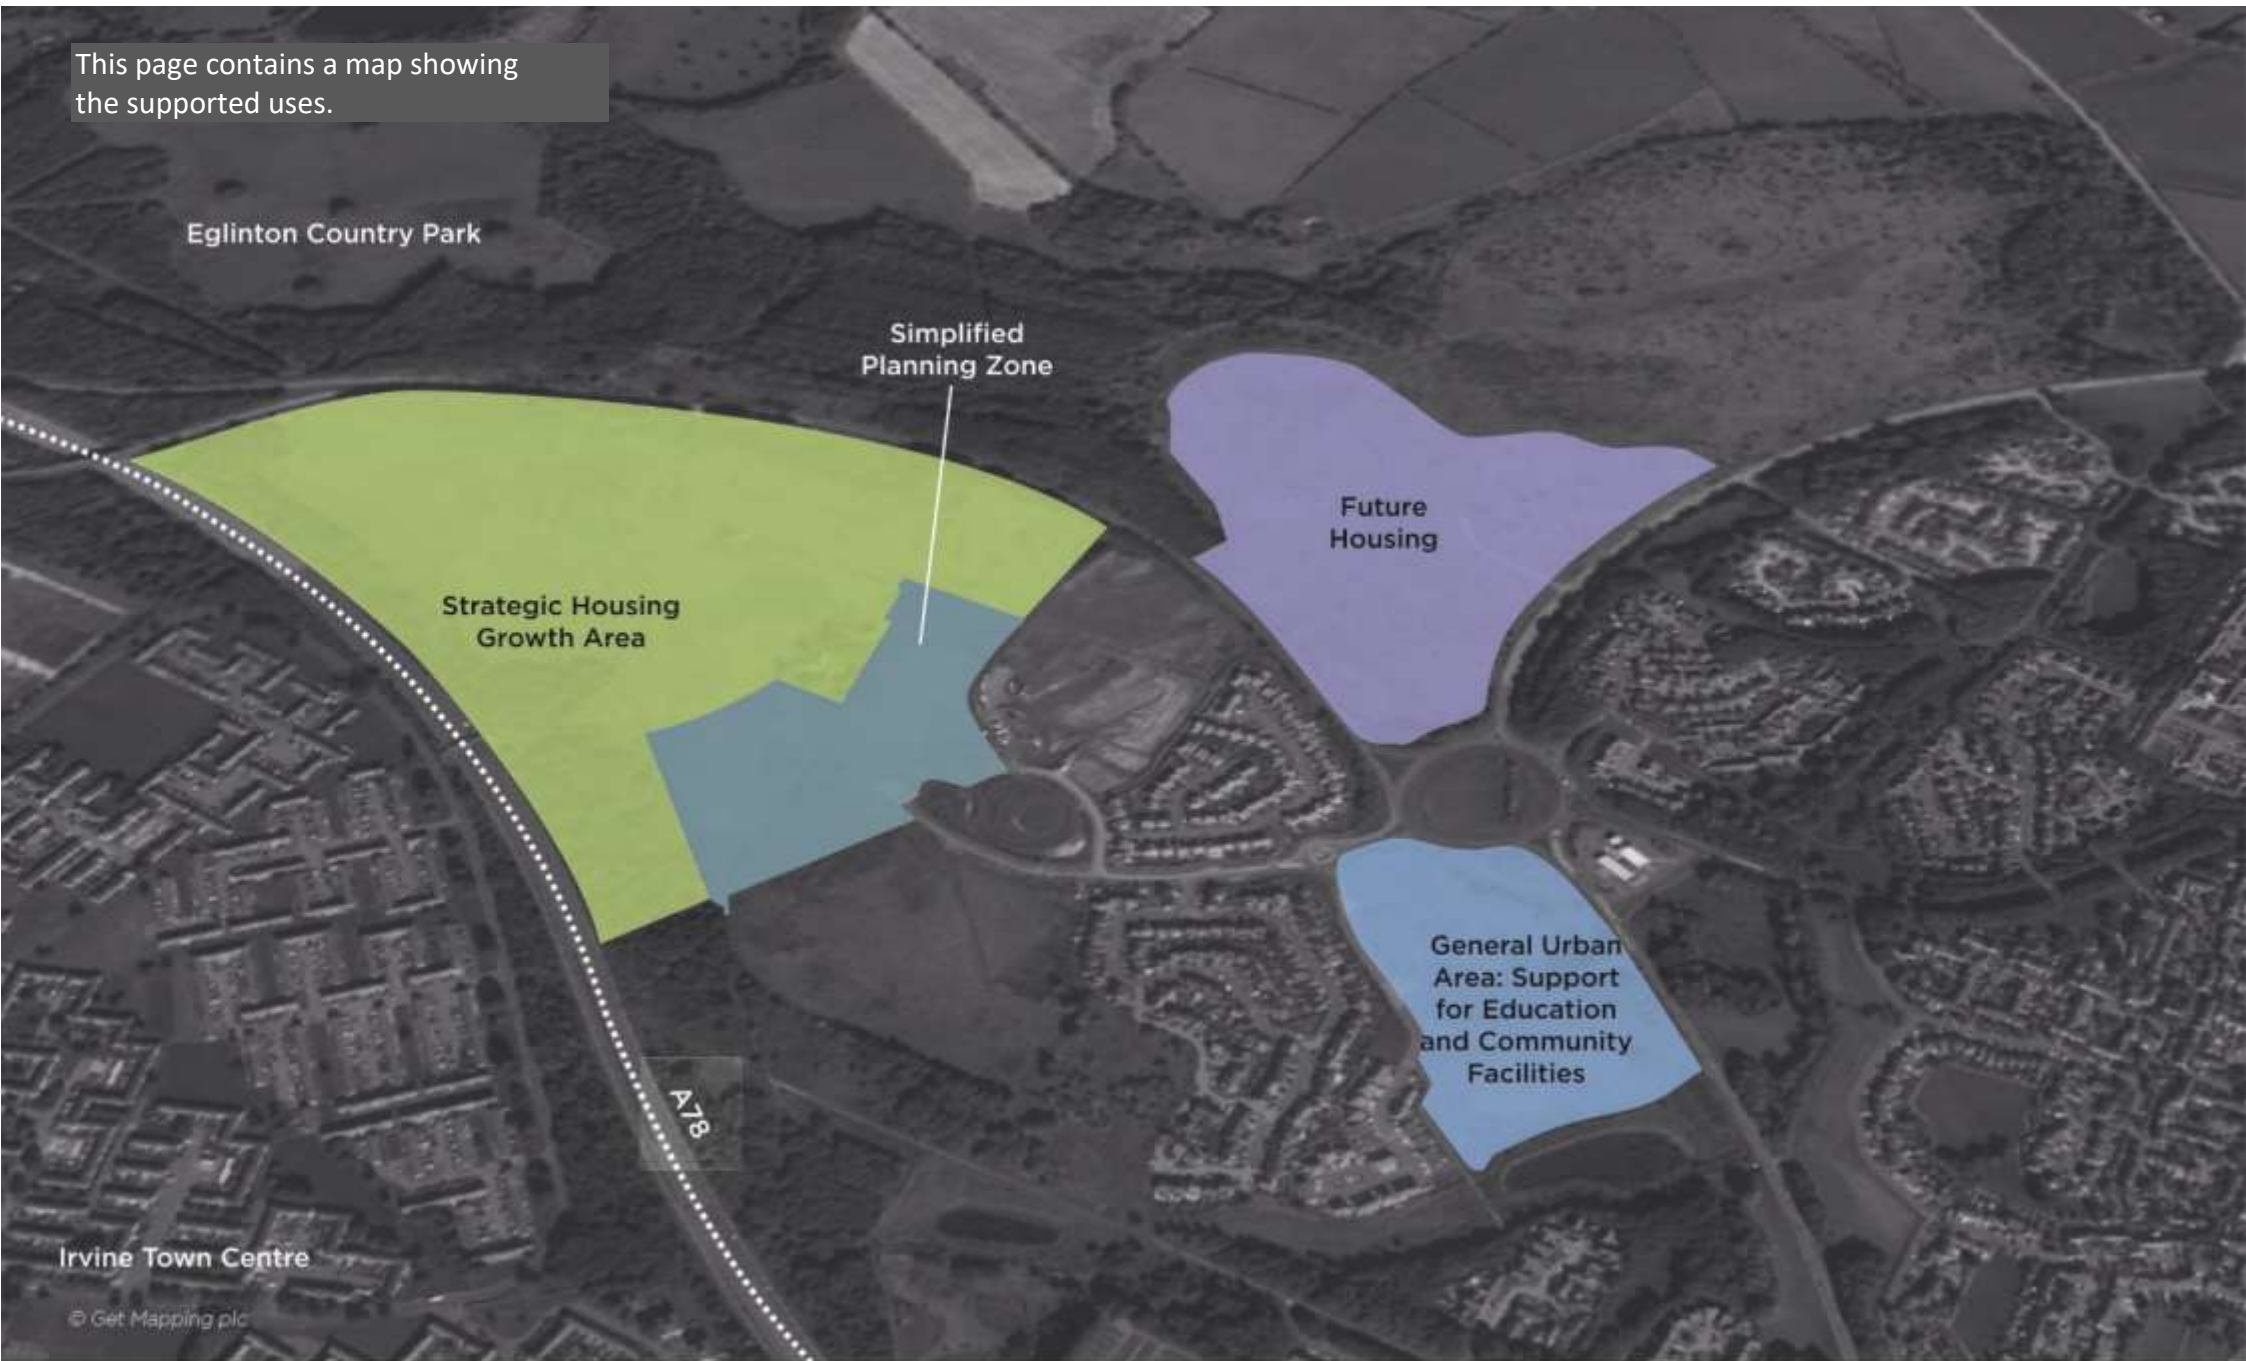 This page contains a map showing
the supported uses.
Eglinton Country Park
Simplified
Planning Zone
Future
Housing
Strategic Housing
Growth Area
General Urban
Area: Support
for Education
and Community
Facilities
A78
Irvine Town Centre
© Get Mapping plc